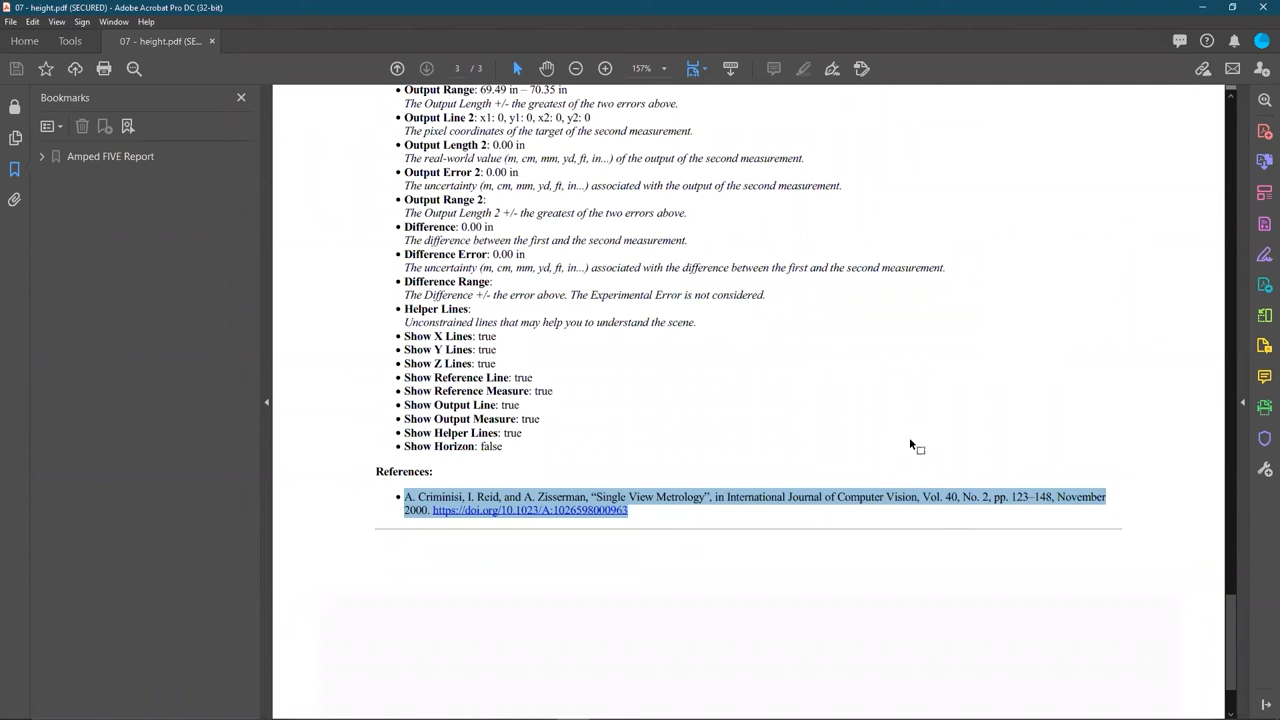 07 - height.pdf (SECURED) - Adobe Acrobat Pro DC (32-bit)
File Edit View Sign Window Help
Home Tools 07 - height.pdf (SE... ×
3 / 3 157%
Bookmarks
Amped FIVE Report
• Output Range: 69.49 in – 70.35 in
The Output Length +/- the greatest of the two errors above.
• Output Line 2: x1: 0, y1: 0, x2: 0, y2: 0
The pixel coordinates of the target of the second measurement.
• Output Length 2: 0.00 in
The real-world value (m, cm, mm, yd, ft, in...) of the output of the second measurement.
• Output Error 2: 0.00 in
The uncertainty (m, cm, mm, yd, ft, in...) associated with the output of the second measurement.
• Output Range 2:
The Output Length 2 +/- the greatest of the two errors above.
• Difference: 0.00 in
The difference between the first and the second measurement.
• Difference Error: 0.00 in
The uncertainty (m, cm, mm, yd, ft, in...) associated with the difference between the first and the second measurement.
• Difference Range:
The Difference +/- the error above. The Experimental Error is not considered.
• Helper Lines:
Unconstrained lines that may help you to understand the scene.
• Show X Lines: true
• Show Y Lines: true
• Show Z Lines: true
• Show Reference Line: true
• Show Reference Measure: true
• Show Output Line: true
• Show Output Measure: true
• Show Helper Lines: true
• Show Horizon: false
References:
• A. Criminisi, I. Reid, and A. Zisserman, “Single View Metrology”, in International Journal of Computer Vision, Vol. 40, No. 2, pp. 123–148, November
2000. https://doi.org/10.1023/A:1026598000963